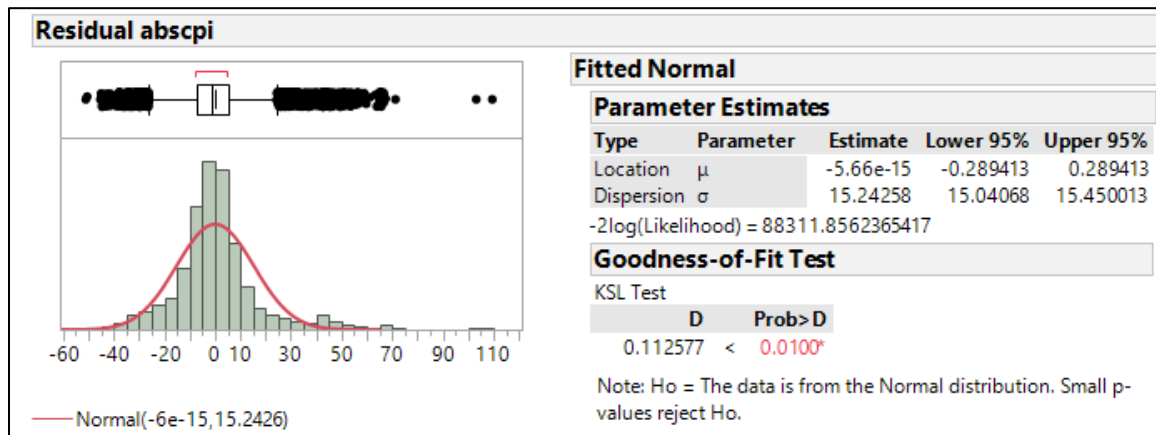 Residual abscpi
-60 -40 -20 0 10 30 50 70 90 110
Normal(-6e-15,15.2426)
Fitted Normal
Parameter Estimates
Type Parameter Estimate Lower 95% Upper 95%
Location μ -5.66e-15 -0.289413 0.289413
Dispersion σ 15.24258 15.04068 15.450013
-2log(Likelihood) = 88311.8562365417
Goodness-of-Fit Test
KSL Test
D Prob>D
0.112577 < 0.0100*
Note: Ho = The data is from the Normal distribution. Small p-
values reject Ho.